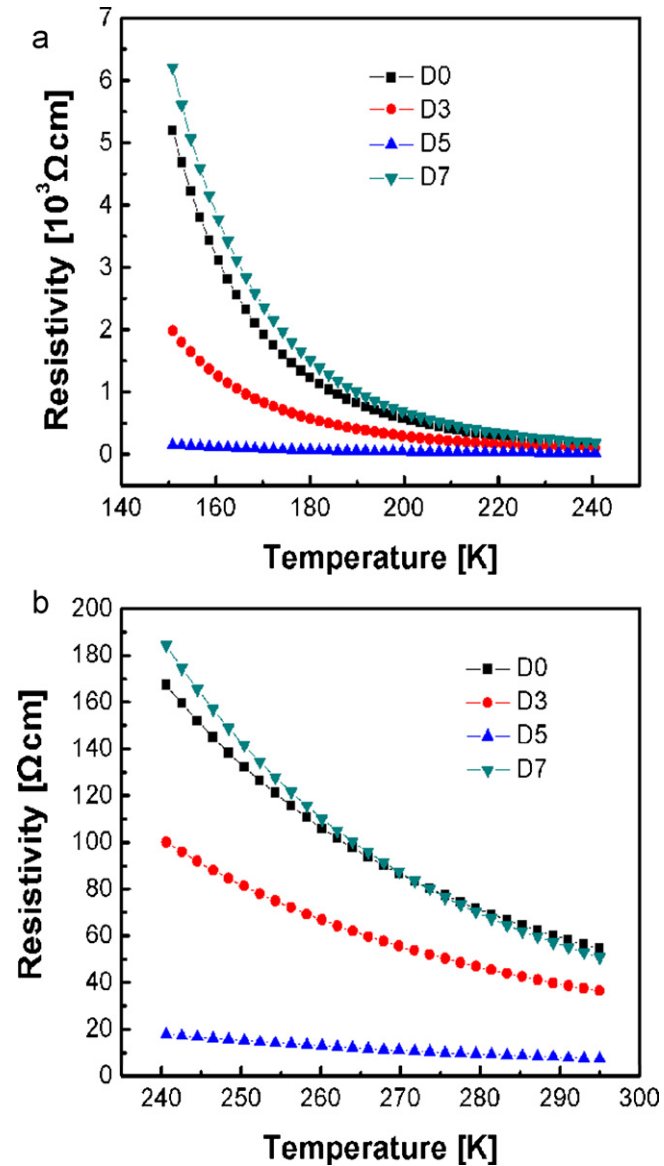 a
7
6
5
4
3
2
1
0
Resistivity [10³Ωcm]
D0
D3
D5
D7
140 160 180 200 220 240
Temperature [K]
b
200
180
160
140
120
100
80
60
40
20
0
Resistivity [Ωcm]
D0
D3
D5
D7
240 250 260 270 280 290 300
Temperature [K]